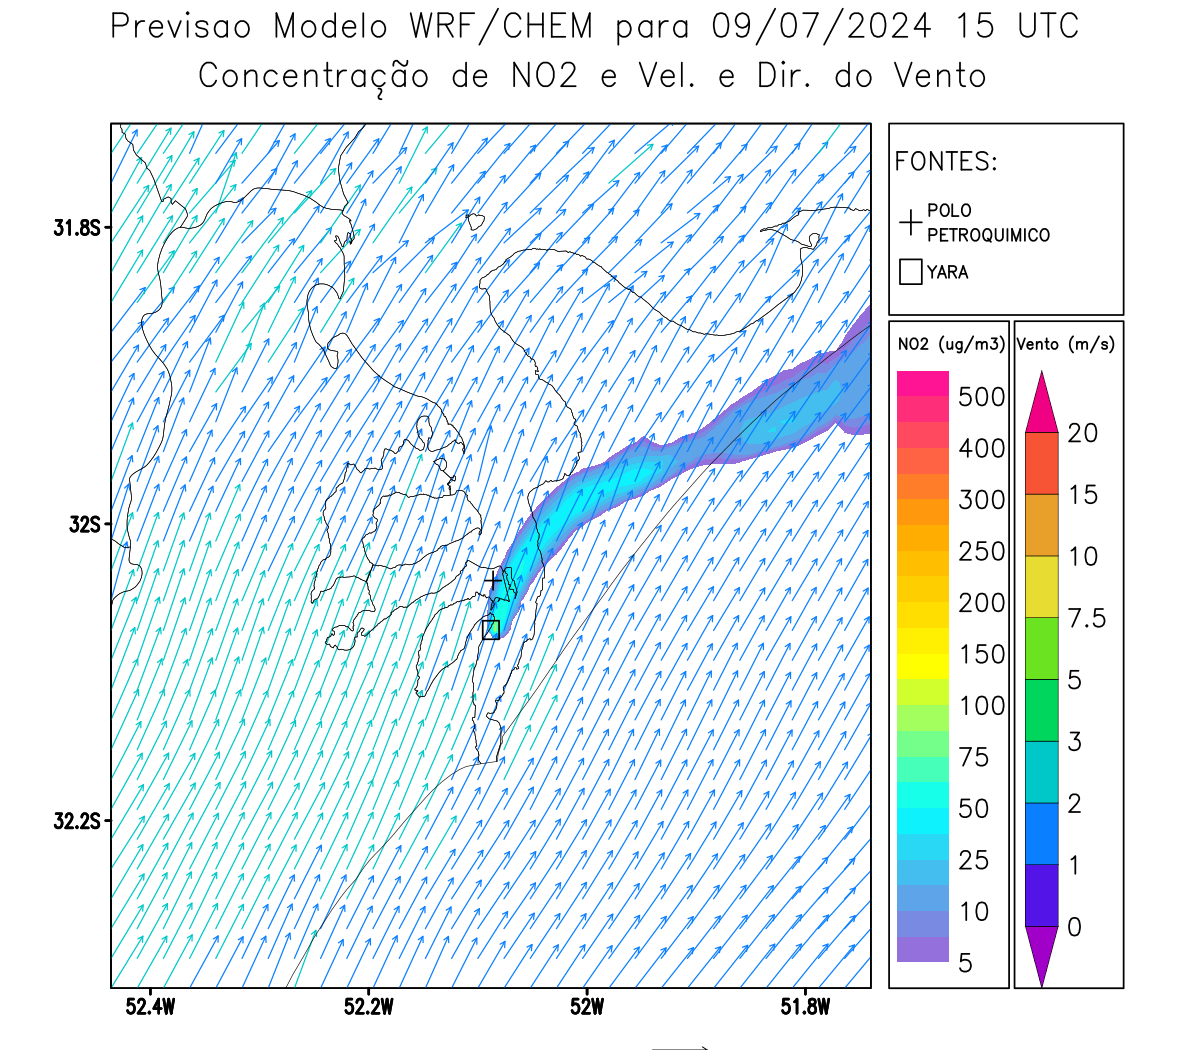 Previsao Modelo WRF/CHEM para 09/07/2024 15 UTC
Concentração de NO2 e Vel. e Dir. do Vento
FONTES:
POLO
PETROQUIMICO
YARA
NO2 (ug/m3)
500
400
300
250
200
150
100
75
50
25
10
5
Vento (m/s)
20
15
10
7.5
5
3
2
1
0
31.8S
32S
32.2S
52.4W
52.2W
52W
51.8W